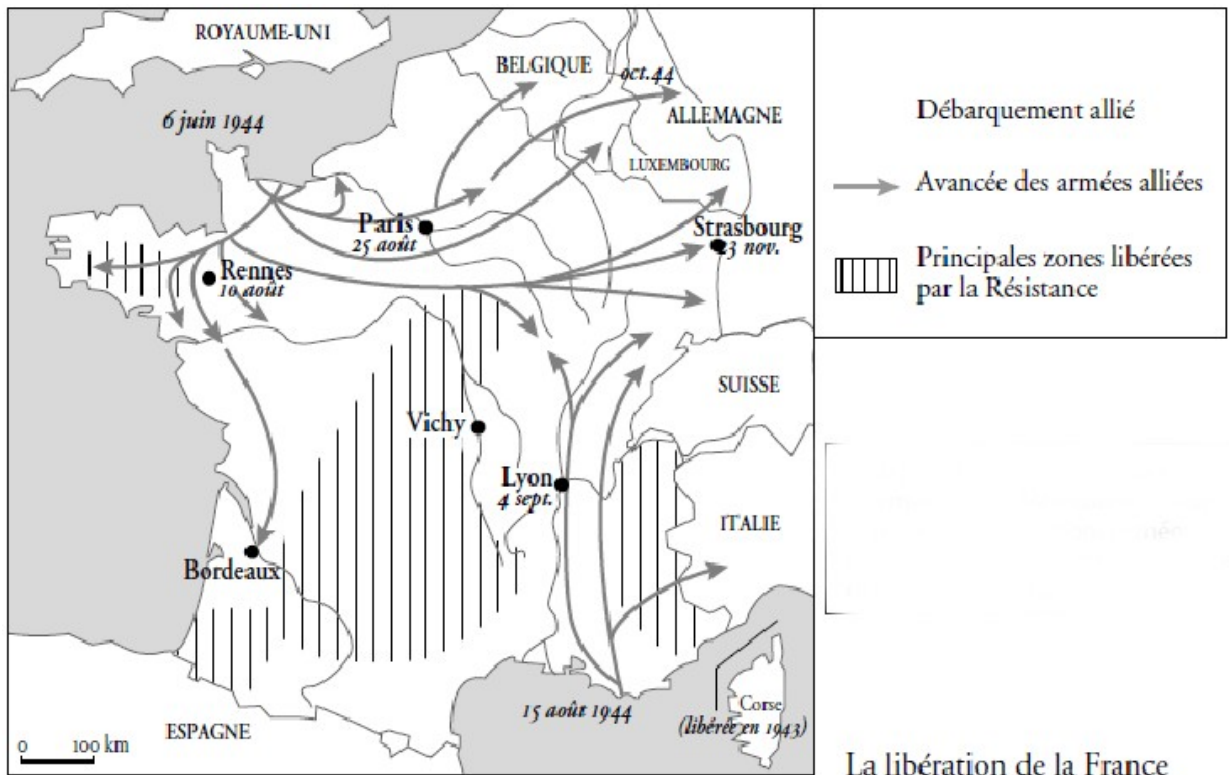 ROYAUME-UNI
BELGIQUE
oct.44
6 juin 1944
ALLEMAGNE
LUXEMBOURG
Paris
25 août
Strasbourg
23 nov.
Rennes
10 août
SUISSE
Vichy
Lyon
4 sept.
ITALIE
Bordeaux
15 août 1944
Corse
(libérée en 1943)
ESPAGNE
0 100 km
Débarquement allié
Avancée des armées alliées
Principales zones libérées
par la Résistance
La libération de la France